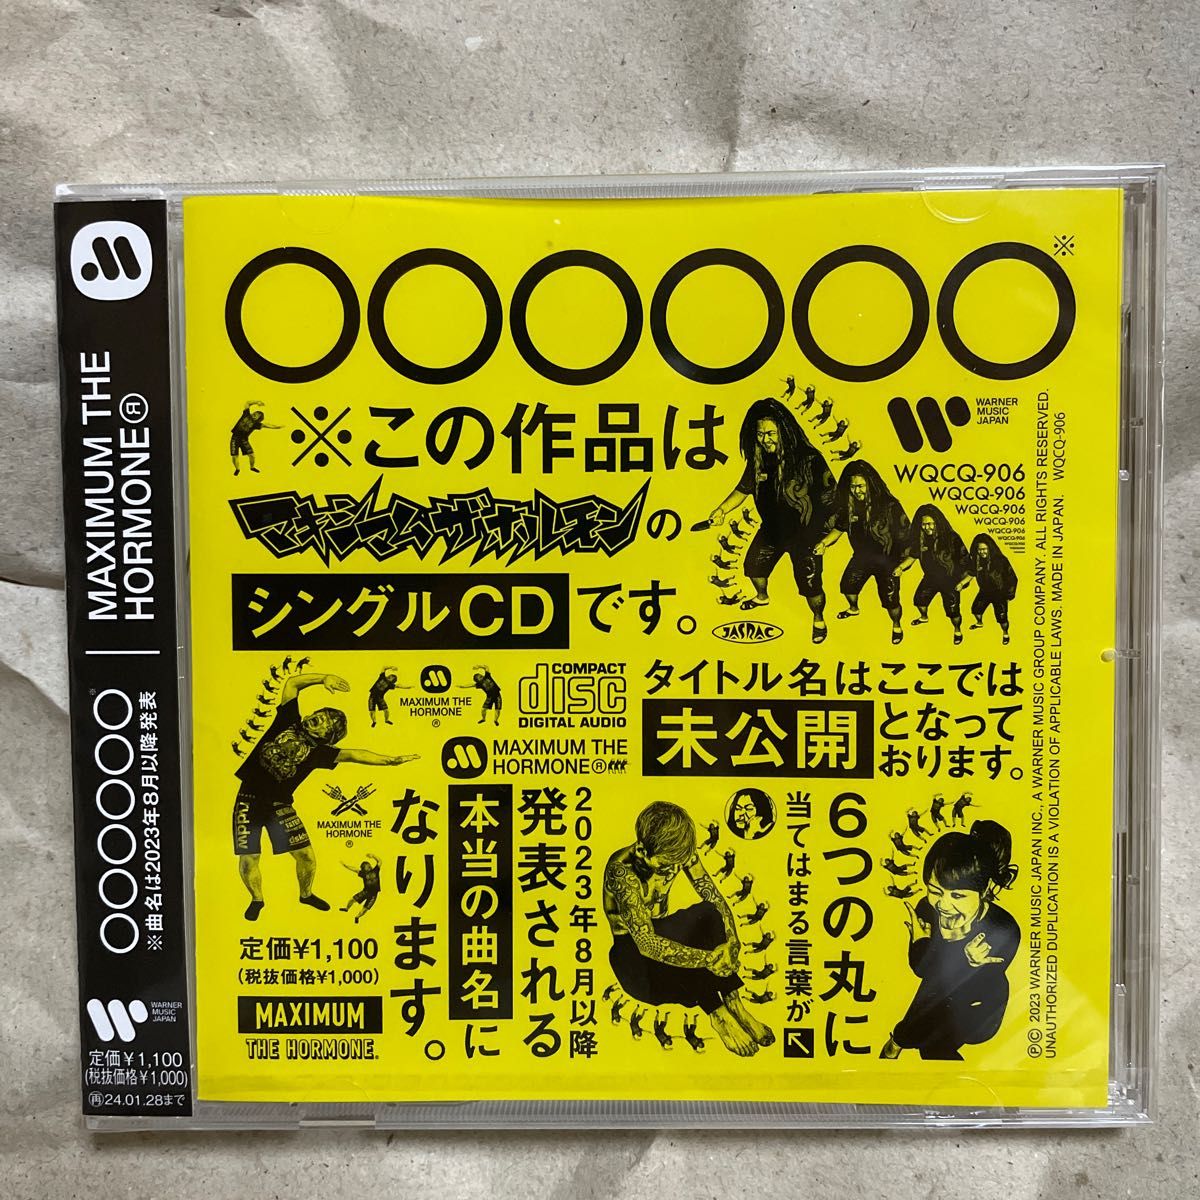 MAXIMUM THE
HORMONEⓇ
○○○○○○※
※曲名は2023年8月以降発表
WARNER
MUSIC
JAPAN
定価¥1,100
(税抜価格¥1,000)
再24.01.28まで
○○○○○○※
※この作品は
マキシマムザホルモンの
シングルCDです。
JASRAC
WARNER
MUSIC
JAPAN
WQCQ-906
WQCQ-906
WQCQ-906
WQCQ-906
WQCQ-906
WQCQ-906
MAXIMUM THE
HORMONE
Ⓡ
COMPACT
disc
DIGITAL AUDIO
MAXIMUM THE
HORMONEⓇ
タイトル名はここでは
未公開となって
おります。
6つの丸に
当てはまる言葉が
2023年8月以降
発表される
本当の曲名に
なります。
MAXIMUM THE
HORMONE
Ⓡ
定価¥1,100
(税抜価格¥1,000)
MAXIMUM
THE HORMONE.
ⓅⒸ 2023 WARNER MUSIC JAPAN INC., A WARNER MUSIC GROUP COMPANY. ALL RIGHTS RESERVED.
UNAUTHORIZED DUPLICATION IS A VIOLATION OF APPLICABLE LAWS. MADE IN JAPAN. WQCQ-906